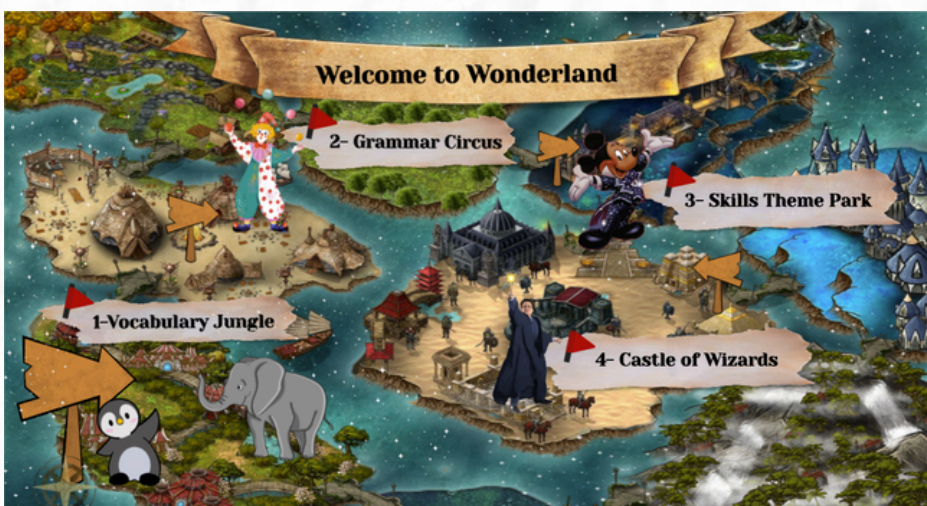 Welcome to Wonderland
2- Grammar Circus
3- Skills Theme Park
1-Vocabulary Jungle
4- Castle of Wizards